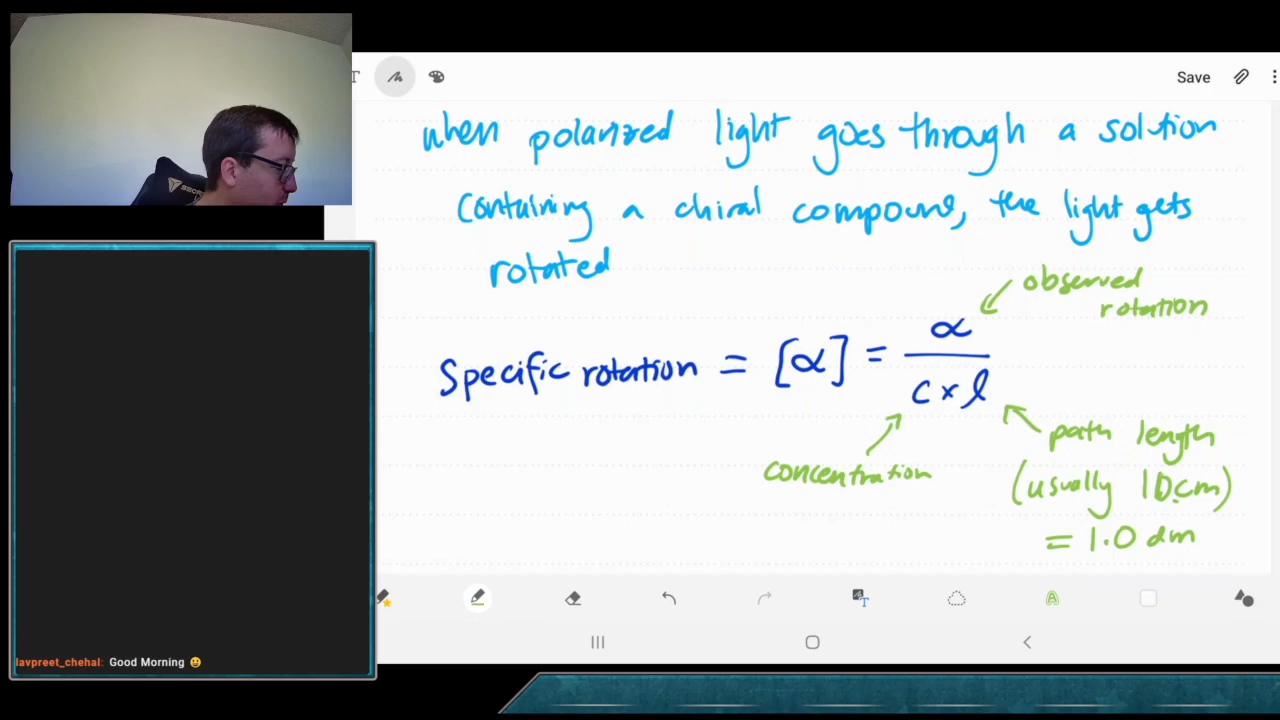 T
Save
when polarized light goes through a solution
containing a chiral compound, the light gets
rotated
observed
rotation
Specific rotation = [α] = α / c × l
concentration
path length
(usually 10cm)
= 1.0 dm
lavpreet_chehal: Good Morning 😃